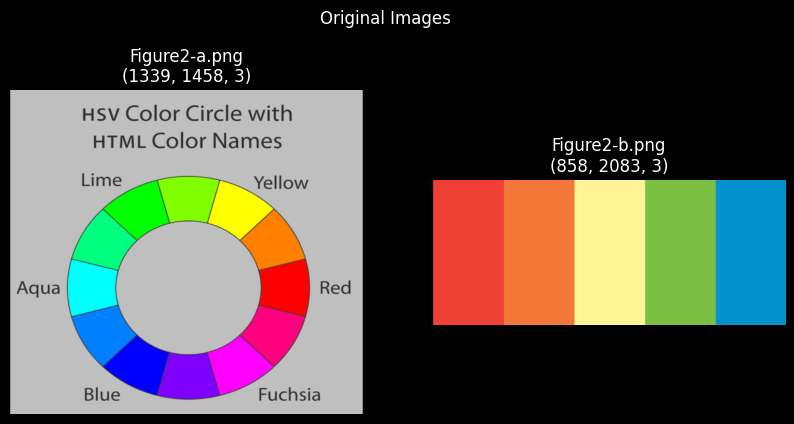 Original Images
Figure2-a.png
(1339, 1458, 3)
HSV Color Circle with
HTML Color Names
Lime
Yellow
Aqua
Red
Blue
Fuchsia
Figure2-b.png
(858, 2083, 3)